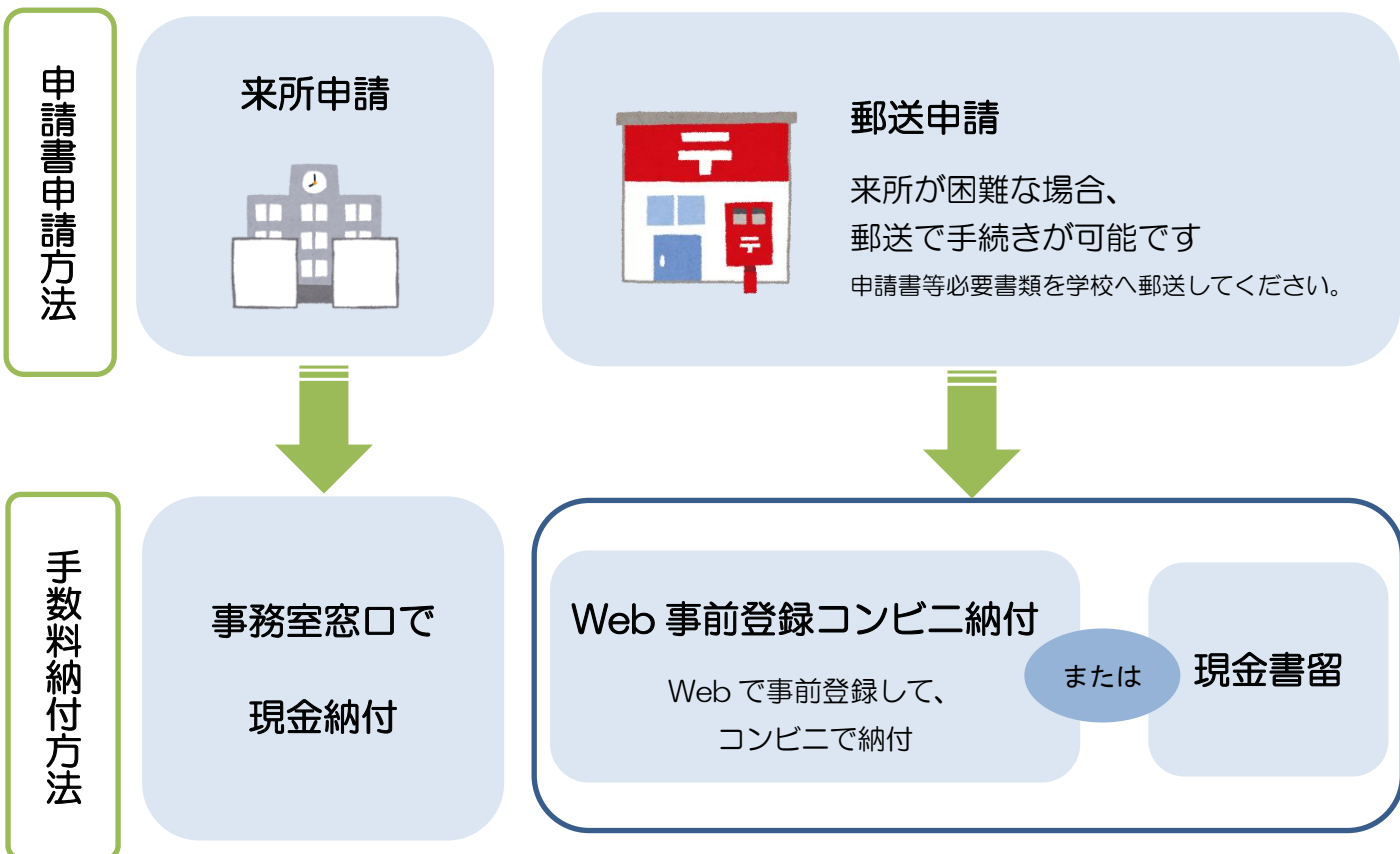 申請書申請方法
来所申請
郵送申請
来所が困難な場合、
郵送で手続きが可能です
申請書等必要書類を学校へ郵送してください。
手数料納付方法
事務室窓口で
現金納付
Web 事前登録コンビニ納付
Web で事前登録して、
コンビニで納付
または
現金書留